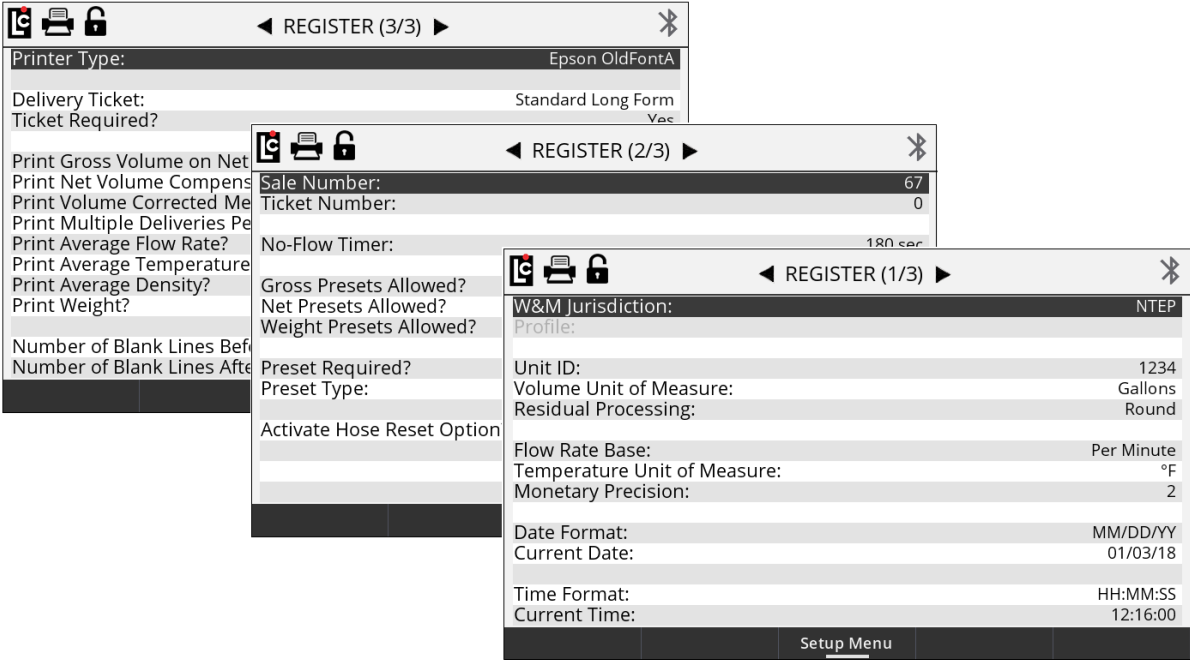 LC
◀ REGISTER (3/3) ▶
Printer Type: Epson OldFontA
Delivery Ticket: Standard Long Form
Ticket Required? Yes
Print Gross Volume on Net
Print Net Volume Compens
Print Volume Corrected Me
Print Multiple Deliveries Pe
Print Average Flow Rate?
Print Average Temperature
Print Average Density?
Print Weight?
Number of Blank Lines Bef
Number of Blank Lines Afte
LC
◀ REGISTER (2/3) ▶
Sale Number: 67
Ticket Number: 0
No-Flow Timer: 180 sec
Gross Presets Allowed?
Net Presets Allowed?
Weight Presets Allowed?
Preset Required?
Preset Type:
Activate Hose Reset Option
LC
◀ REGISTER (1/3) ▶
W&M Jurisdiction: NTEP
Profile:
Unit ID: 1234
Volume Unit of Measure: Gallons
Residual Processing: Round
Flow Rate Base: Per Minute
Temperature Unit of Measure: °F
Monetary Precision: 2
Date Format: MM/DD/YY
Current Date: 01/03/18
Time Format: HH:MM:SS
Current Time: 12:16:00
Setup Menu